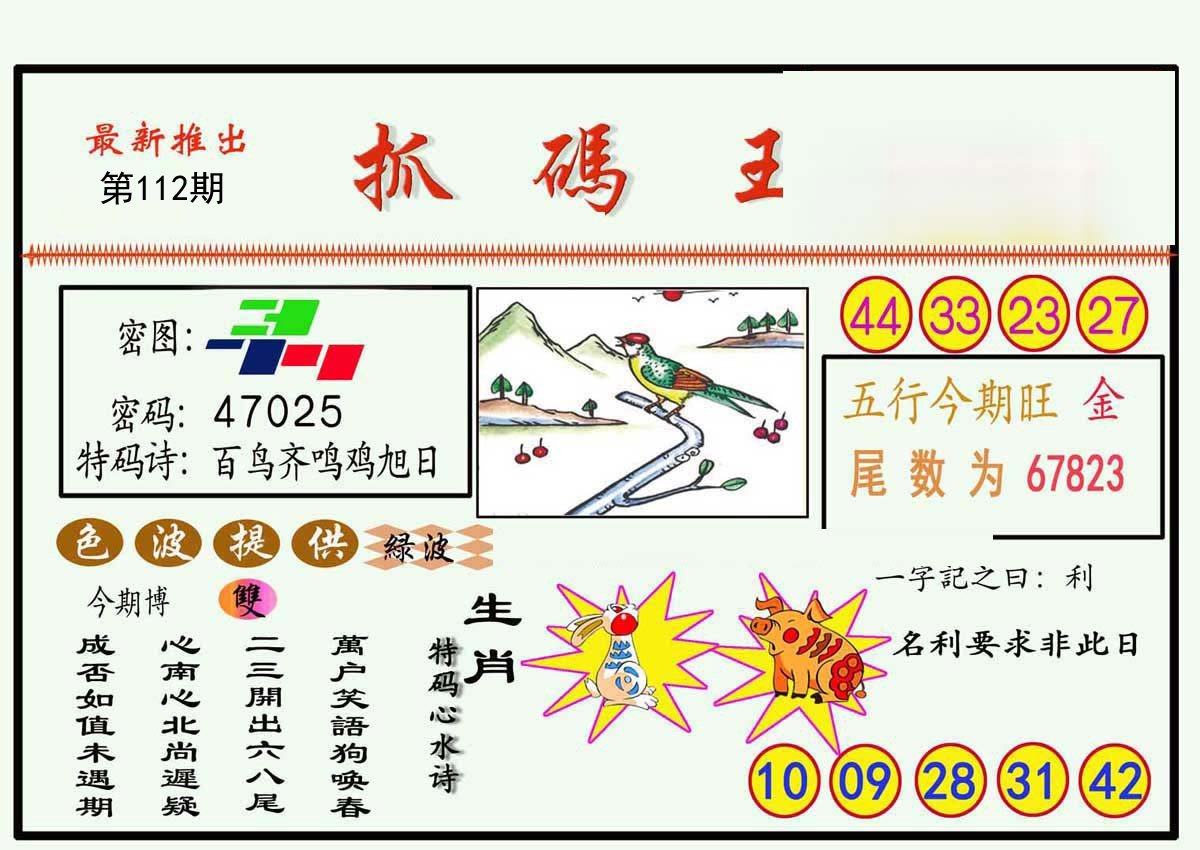 最新推出
第112期
抓碼王
密图：
密码：47025
特码诗：百鸟齐鸣鸡旭日
44 33 23 27
五行今期旺 金
尾数为 67823
色波提供 緑波
今期博 雙
特码心水诗
萬户笑語狗喚春
二三開出六八尾
心南心北尚遲疑
成否如值未遇期
生肖
一字記之曰：利
名利要求非此日
10 09 28 31 42